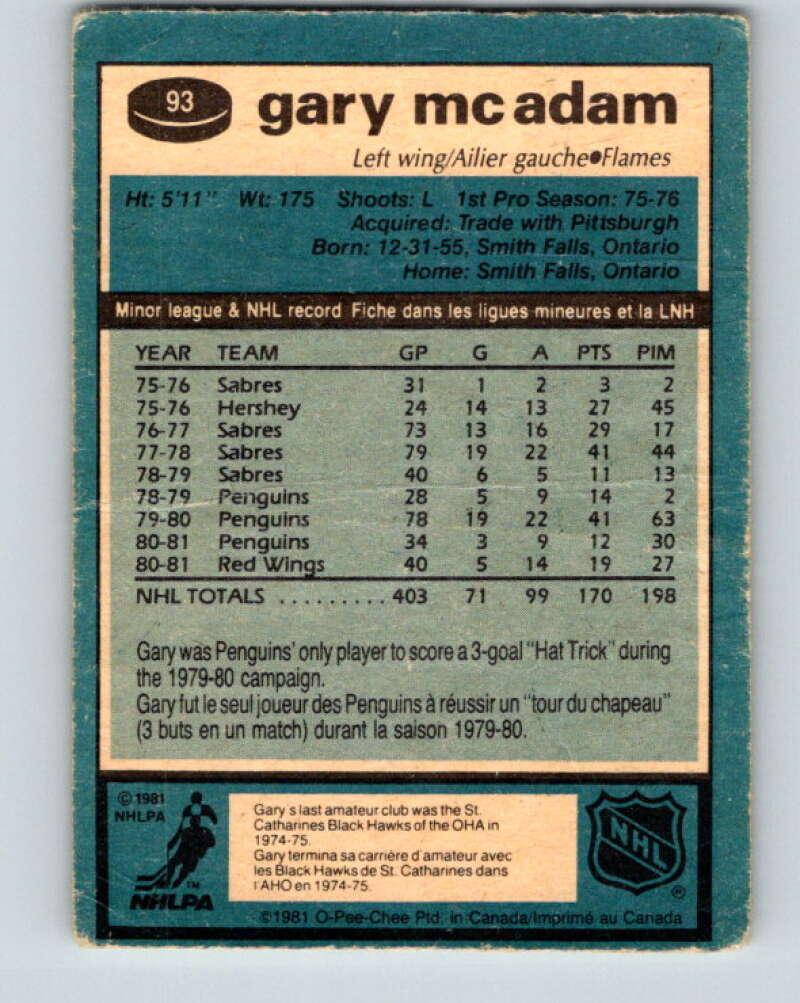 93 gary mcadam
Left wing/Ailier gauche●Flames
Ht: 5'11" Wt: 175 Shoots: L 1st Pro Season: 75-76
Acquired: Trade with Pittsburgh
Born: 12-31-55, Smith Falls, Ontario
Home: Smith Falls, Ontario
Minor league & NHL record Fiche dans les ligues mineures et la LNH
YEAR TEAM GP G A PTS PIM
75-76 Sabres 31 1 2 3 2
75-76 Hershey 24 14 13 27 45
76-77 Sabres 73 13 16 29 17
77-78 Sabres 79 19 22 41 44
78-79 Sabres 40 6 5 11 13
78-79 Penguins 28 5 9 14 2
79-80 Penguins 78 19 22 41 63
80-81 Penguins 34 3 9 12 30
80-81 Red Wings 40 5 14 19 27
NHL TOTALS .......... 403 71 99 170 198
Gary was Penguins' only player to score a 3-goal "Hat Trick" during
the 1979-80 campaign.
Gary fut le seul joueur des Penguins à réussir un "tour du chapeau"
(3 buts en un match) durant la saison 1979-80.
©1981
NHLPA
TM
NHLPA
Gary s last amateur club was the St.
Catharines Black Hawks of the OHA in
1974-75.
Gary termina sa carrière d'amateur avec
les Black Hawks de St. Catharines dans
l'AHO en 1974-75.
NHL
®
©1981 O-Pee-Chee Ptd. in Canada/Imprimé au Canada